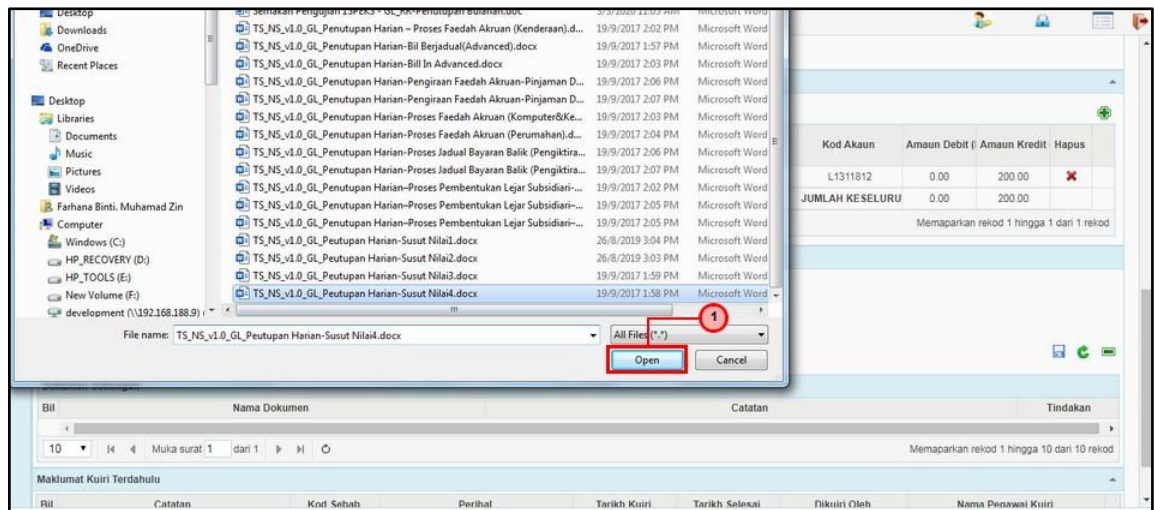 Desktop
Downloads
OneDrive
Recent Places
Desktop
Libraries
Documents
Music
Pictures
Videos
Farhana Binti. Muhamad Zin
Computer
Windows (C:)
HP_RECOVERY (D:)
HP_TOOLS (E:)
New Volume (F:)
development (\\192.168.188.9) (
Semakan Pengujian 1SPEKS - GL_RR-Penutupan Bulanan.doc 3/3/2020 11:05 AM Microsoft Word
TS_NS_v1.0_GL_Penutupan Harian – Proses Faedah Akruan (Kenderaan).d... 19/9/2017 2:02 PM Microsoft Word
TS_NS_v1.0_GL_Penutupan Harian-Bil Berjadual(Advanced).docx 19/9/2017 1:57 PM Microsoft Word
TS_NS_v1.0_GL_Penutupan Harian-Bill In Advanced.docx 19/9/2017 2:03 PM Microsoft Word
TS_NS_v1.0_GL_Penutupan Harian-Pengiraan Faedah Akruan-Pinjaman D... 19/9/2017 2:06 PM Microsoft Word
TS_NS_v1.0_GL_Penutupan Harian-Pengiraan Faedah Akruan-Pinjaman D... 19/9/2017 2:07 PM Microsoft Word
TS_NS_v1.0_GL_Penutupan Harian-Proses Faedah Akruan (Komputer&Ke... 19/9/2017 2:03 PM Microsoft Word
TS_NS_v1.0_GL_Penutupan Harian-Proses Faedah Akruan (Perumahan).d... 19/9/2017 2:04 PM Microsoft Word
TS_NS_v1.0_GL_Penutupan Harian-Proses Jadual Bayaran Balik (Pengiktira... 19/9/2017 2:06 PM Microsoft Word
TS_NS_v1.0_GL_Penutupan Harian-Proses Jadual Bayaran Balik (Pengiktira... 19/9/2017 2:07 PM Microsoft Word
TS_NS_v1.0_GL_Penutupan Harian–Proses Pembentukan Lejar Subsidiari-... 19/9/2017 2:02 PM Microsoft Word
TS_NS_v1.0_GL_Penutupan Harian–Proses Pembentukan Lejar Subsidiari–... 19/9/2017 2:05 PM Microsoft Word
TS_NS_v1.0_GL_Penutupan Harian–Proses Pembentukan Lejar Subsidiari–... 19/9/2017 2:05 PM Microsoft Word
TS_NS_v1.0_GL_Peutupan Harian-Susut Nilai1.docx 26/8/2019 3:04 PM Microsoft Word
TS_NS_v1.0_GL_Peutupan Harian-Susut Nilai2.docx 26/8/2019 3:03 PM Microsoft Word
TS_NS_v1.0_GL_Peutupan Harian-Susut Nilai3.docx 19/9/2017 1:59 PM Microsoft Word
TS_NS_v1.0_GL_Peutupan Harian-Susut Nilai4.docx 19/9/2017 1:58 PM Microsoft Word
File name: TS_NS_v1.0_GL_Peutupan Harian-Susut Nilai4.docx All Files (*.*)
1
Open Cancel
Kod Akaun Amaun Debit ( Amaun Kredit Hapus
L1311812 0.00 200.00
JUMLAH KESELURU 0.00 200.00
Memaparkan rekod 1 hingga 1 dari 1 rekod
Bil Nama Dokumen Catatan Tindakan
10 Muka surat 1 dari 1 Memaparkan rekod 1 hingga 10 dari 10 rekod
Maklumat Kuiri Terdahulu
Bil Catatan Kod Sebab Perihal Tarikh Kuiri Tarikh Selesai Dikuiri Oleh Nama Pegawai Kuiri